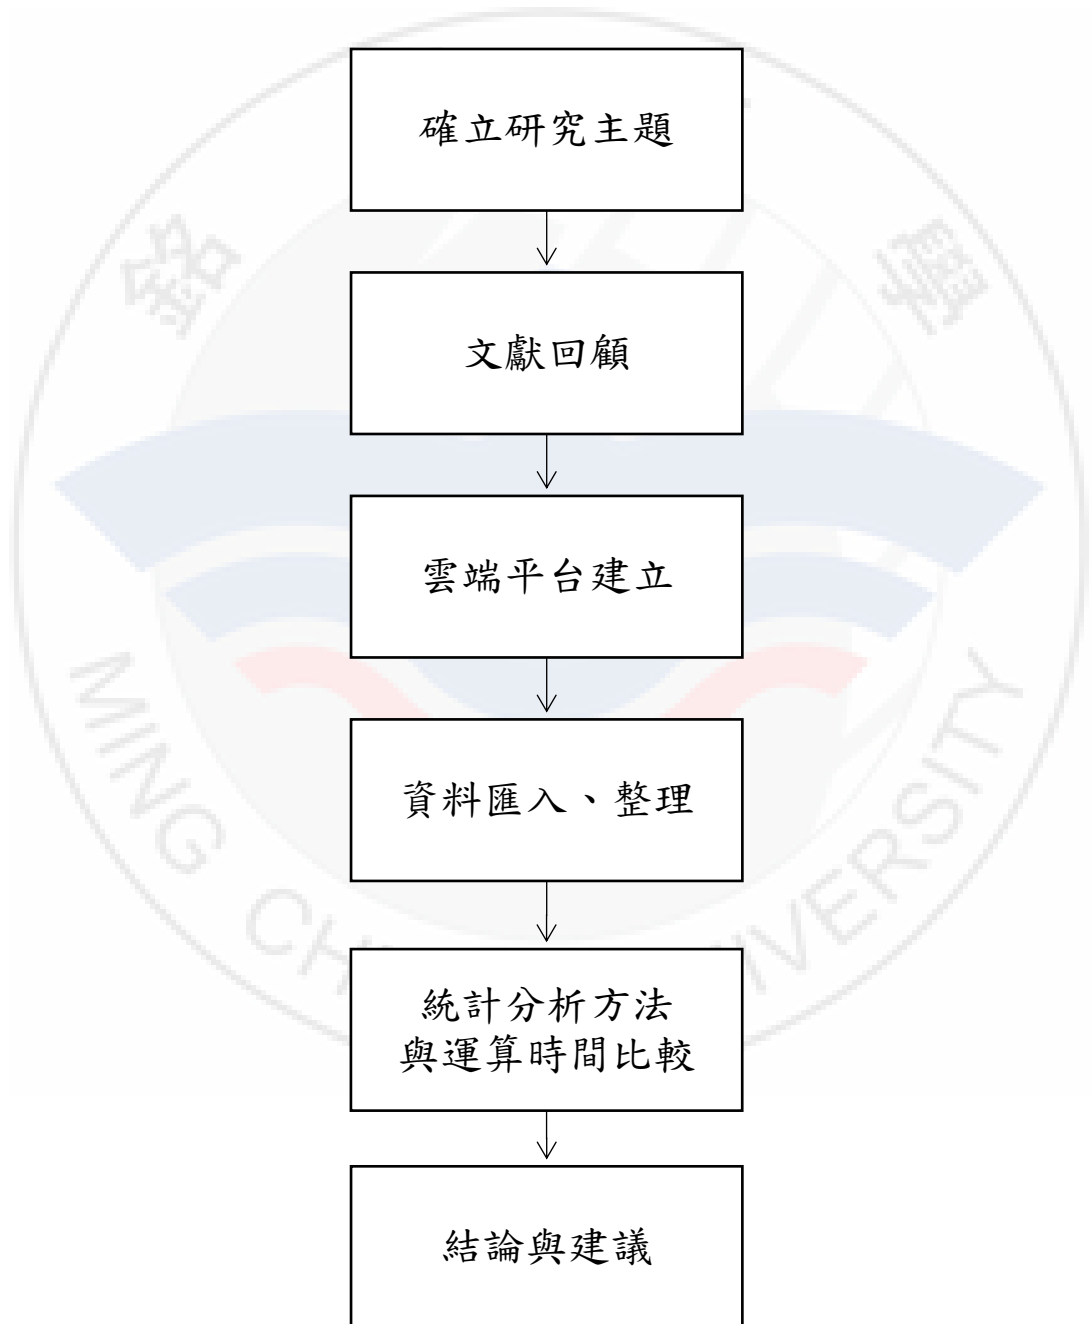 確立研究主題
文獻回顧
雲端平台建立
資料匯入、整理
統計分析方法
與運算時間比較
結論與建議
銘
MING